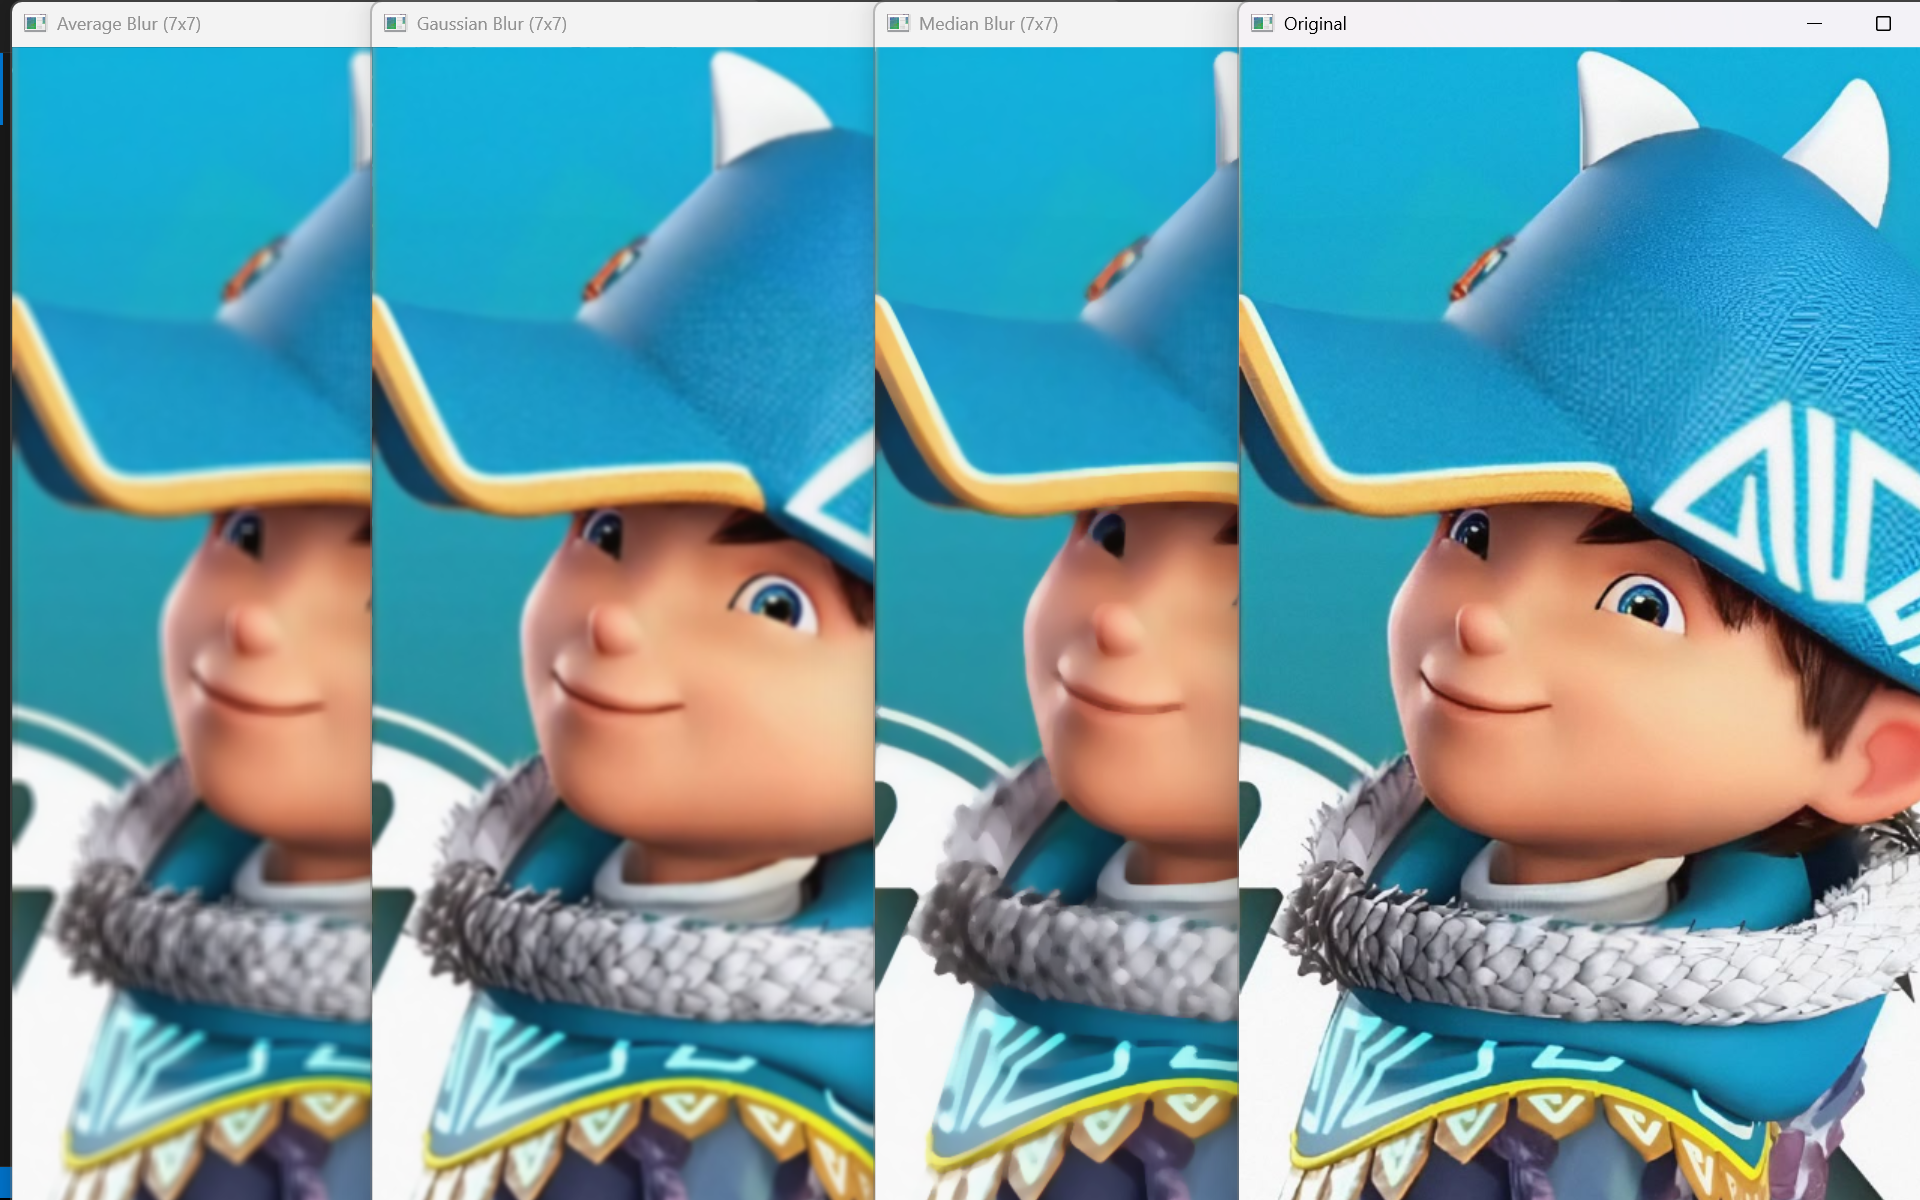 Average Blur (7x7)
Gaussian Blur (7x7)
Median Blur (7x7)
Original